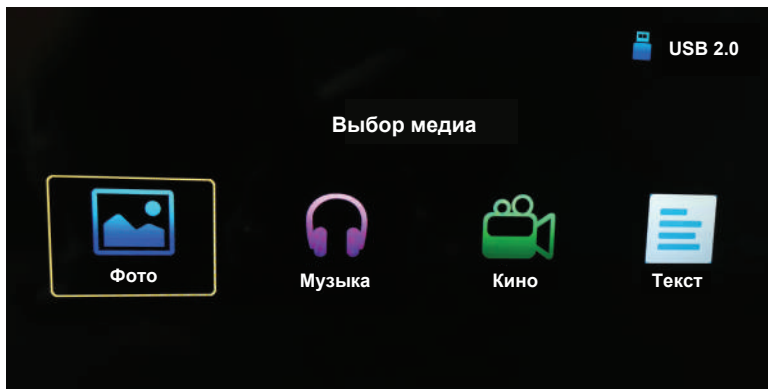 USB 2.0
Выбор медиа
Фото
Музыка
Кино
Текст